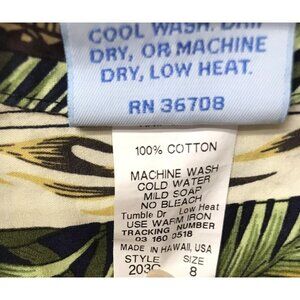 COOL WASH, DRIP
DRY, OR MACHINE
DRY, LOW HEAT.
RN 36708
100% COTTON
MACHINE WASH
COLD WATER
MILD SOAP
NO BLEACH
Tumble Dr Low Heat
USE WARM IRON
TRACKING NUMBER
03 160 0518
MADE IN HAWAII, USA
STYLE SIZE
8